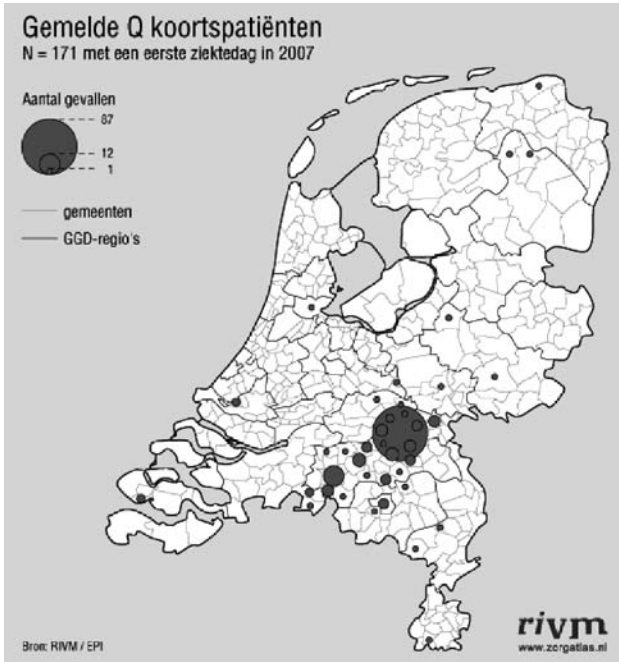 Gemelde Q koortspatiënten
N = 171 met een eerste ziektedag in 2007
Aantal gevallen
87
12
1
gemeenten
GGD-regio's
Bron: RIVM / EPI
rivm
www.zorgatlas.nl